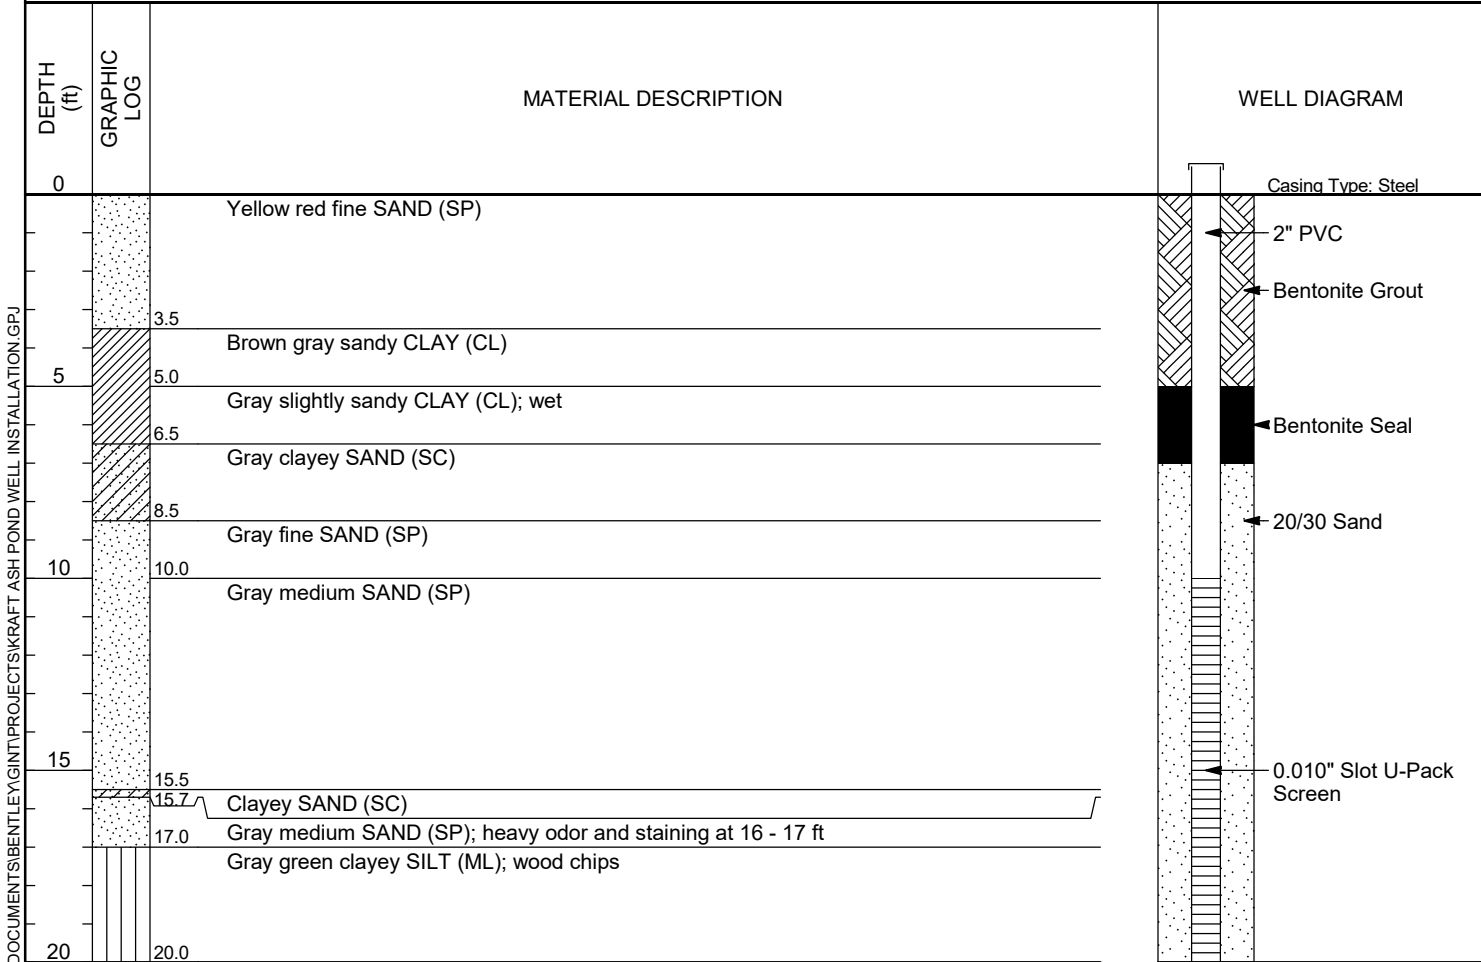 DEPTH
(ft)
GRAPHIC
LOG
MATERIAL DESCRIPTION
WELL DIAGRAM
0
Casing Type: Steel
Yellow red fine SAND (SP)
2" PVC
Bentonite Grout
3.5
Brown gray sandy CLAY (CL)
5
5.0
Gray slightly sandy CLAY (CL); wet
Bentonite Seal
6.5
Gray clayey SAND (SC)
8.5
20/30 Sand
Gray fine SAND (SP)
10
10.0
Gray medium SAND (SP)
15
15.5
0.010" Slot U-Pack
Screen
15.7
Clayey SAND (SC)
17.0
Gray medium SAND (SP); heavy odor and staining at 16 - 17 ft
Gray green clayey SILT (ML); wood chips
20
20.0
DOCUMENTS\BENTLEY\GINT\PROJECTS\KRAFT ASH POND WELL INSTALLATION.GPJ